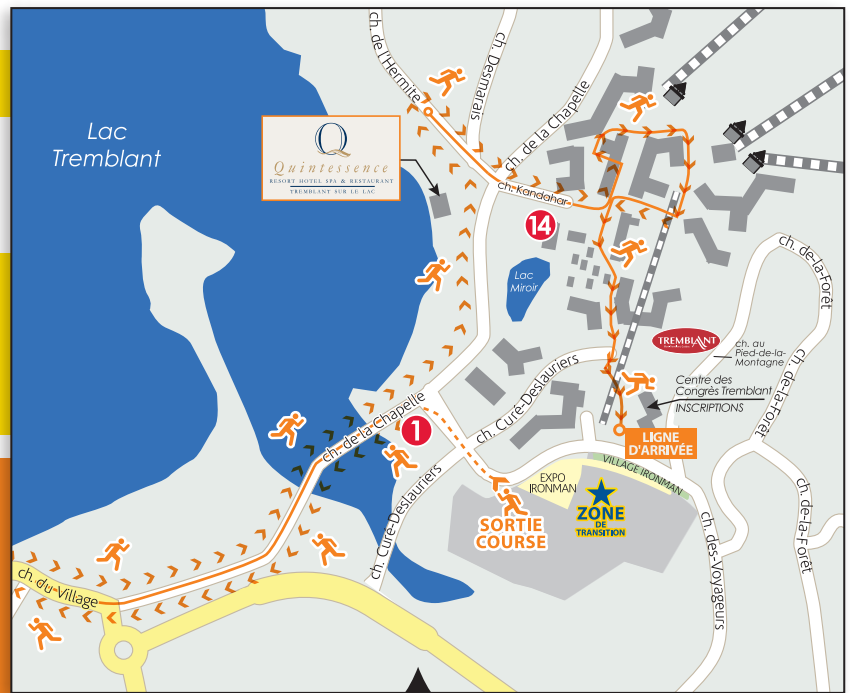 ch. de l'Hermite
ch. Desmarais
ch. de la Chapelle
Lac
Tremblant
Q
Quintessence
RESORT HOTEL SPA & RESTAURANT
TREMBLANT SUR LE LAC
ch. Kandahar
14
Lac
Miroir
ch. de-la-Forêt
TREMBLANT
ch. au
Pied-de-la-
Montagne
ch. de-la-Forêt
Centre des
Congrès Tremblant
INSCRIPTIONS
ch. Curé-Deslauriers
ch. de la Chapelle
1
LIGNE
D'ARRIVÉE
VILLAGE IRONMAN
EXPO
IRONMAN
ZONE
DE
TRANSITION
SORTIE
COURSE
ch. Curé-Deslauriers
ch. des-Voyageurs
ch. de-la-Forêt
ch. du Village